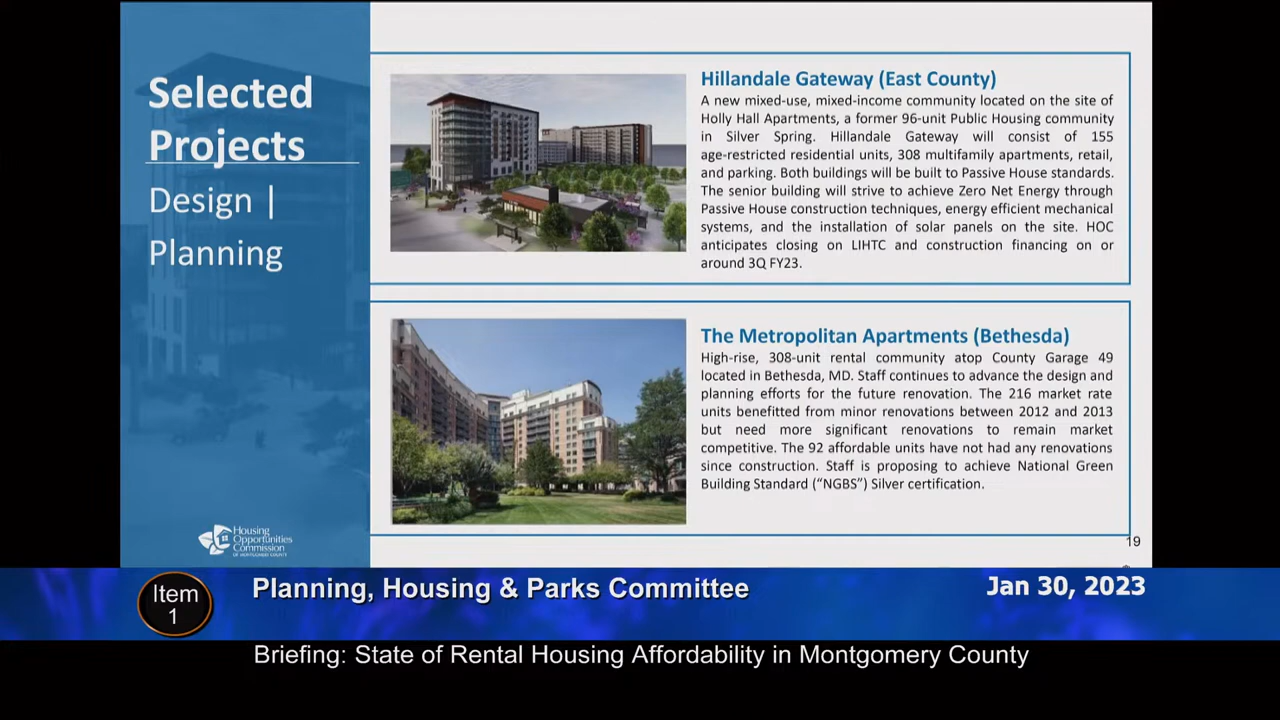 Selected
Projects
Design |
Planning
Housing
Opportunities
Commission
OF MONTGOMERY COUNTY
Hillandale Gateway (East County)
A new mixed-use, mixed-income community located on the site of
Holly Hall Apartments, a former 96-unit Public Housing community
in Silver Spring. Hillandale Gateway will consist of 155
age-restricted residential units, 308 multifamily apartments, retail,
and parking. Both buildings will be built to Passive House standards.
The senior building will strive to achieve Zero Net Energy through
Passive House construction techniques, energy efficient mechanical
systems, and the installation of solar panels on the site. HOC
anticipates closing on LIHTC and construction financing on or
around 3Q FY23.
The Metropolitan Apartments (Bethesda)
High-rise, 308-unit rental community atop County Garage 49
located in Bethesda, MD. Staff continues to advance the design and
planning efforts for the future renovation. The 216 market rate
units benefitted from minor renovations between 2012 and 2013
but need more significant renovations to remain market
competitive. The 92 affordable units have not had any renovations
since construction. Staff is proposing to achieve National Green
Building Standard (“NGBS”) Silver certification.
19
Item
1
Planning, Housing & Parks Committee
Jan 30, 2023
Briefing: State of Rental Housing Affordability in Montgomery County